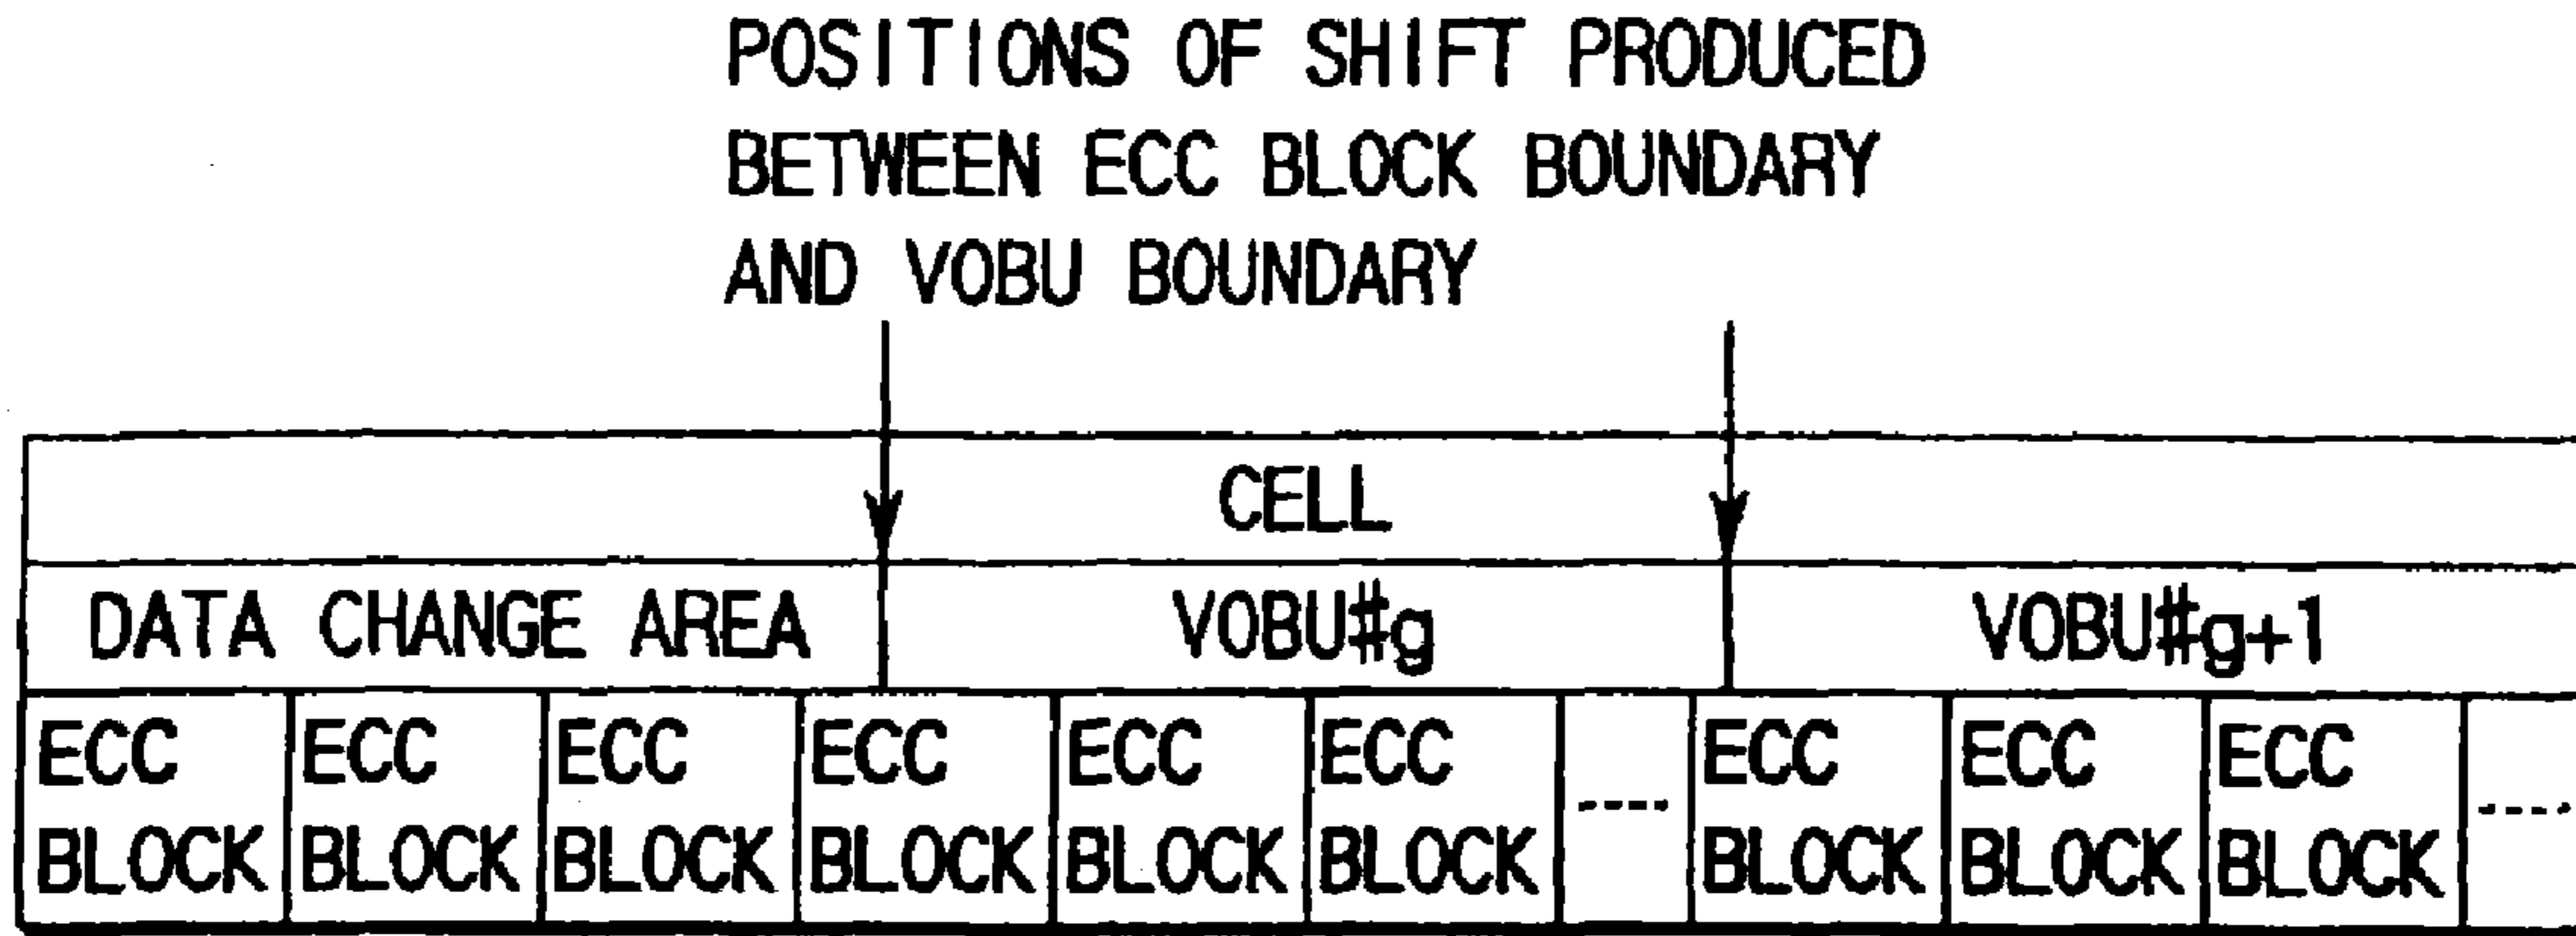 POSITIONS OF SHIFT PRODUCED
BETWEEN ECC BLOCK BOUNDARY
AND VOBU BOUNDARY
CELL
DATA CHANGE AREA VOBU#g VOBU#g+1
ECC ECC ECC ECC ECC ECC ---- ECC ECC ECC ----
BLOCK BLOCK BLOCK BLOCK BLOCK BLOCK BLOCK BLOCK BLOCK